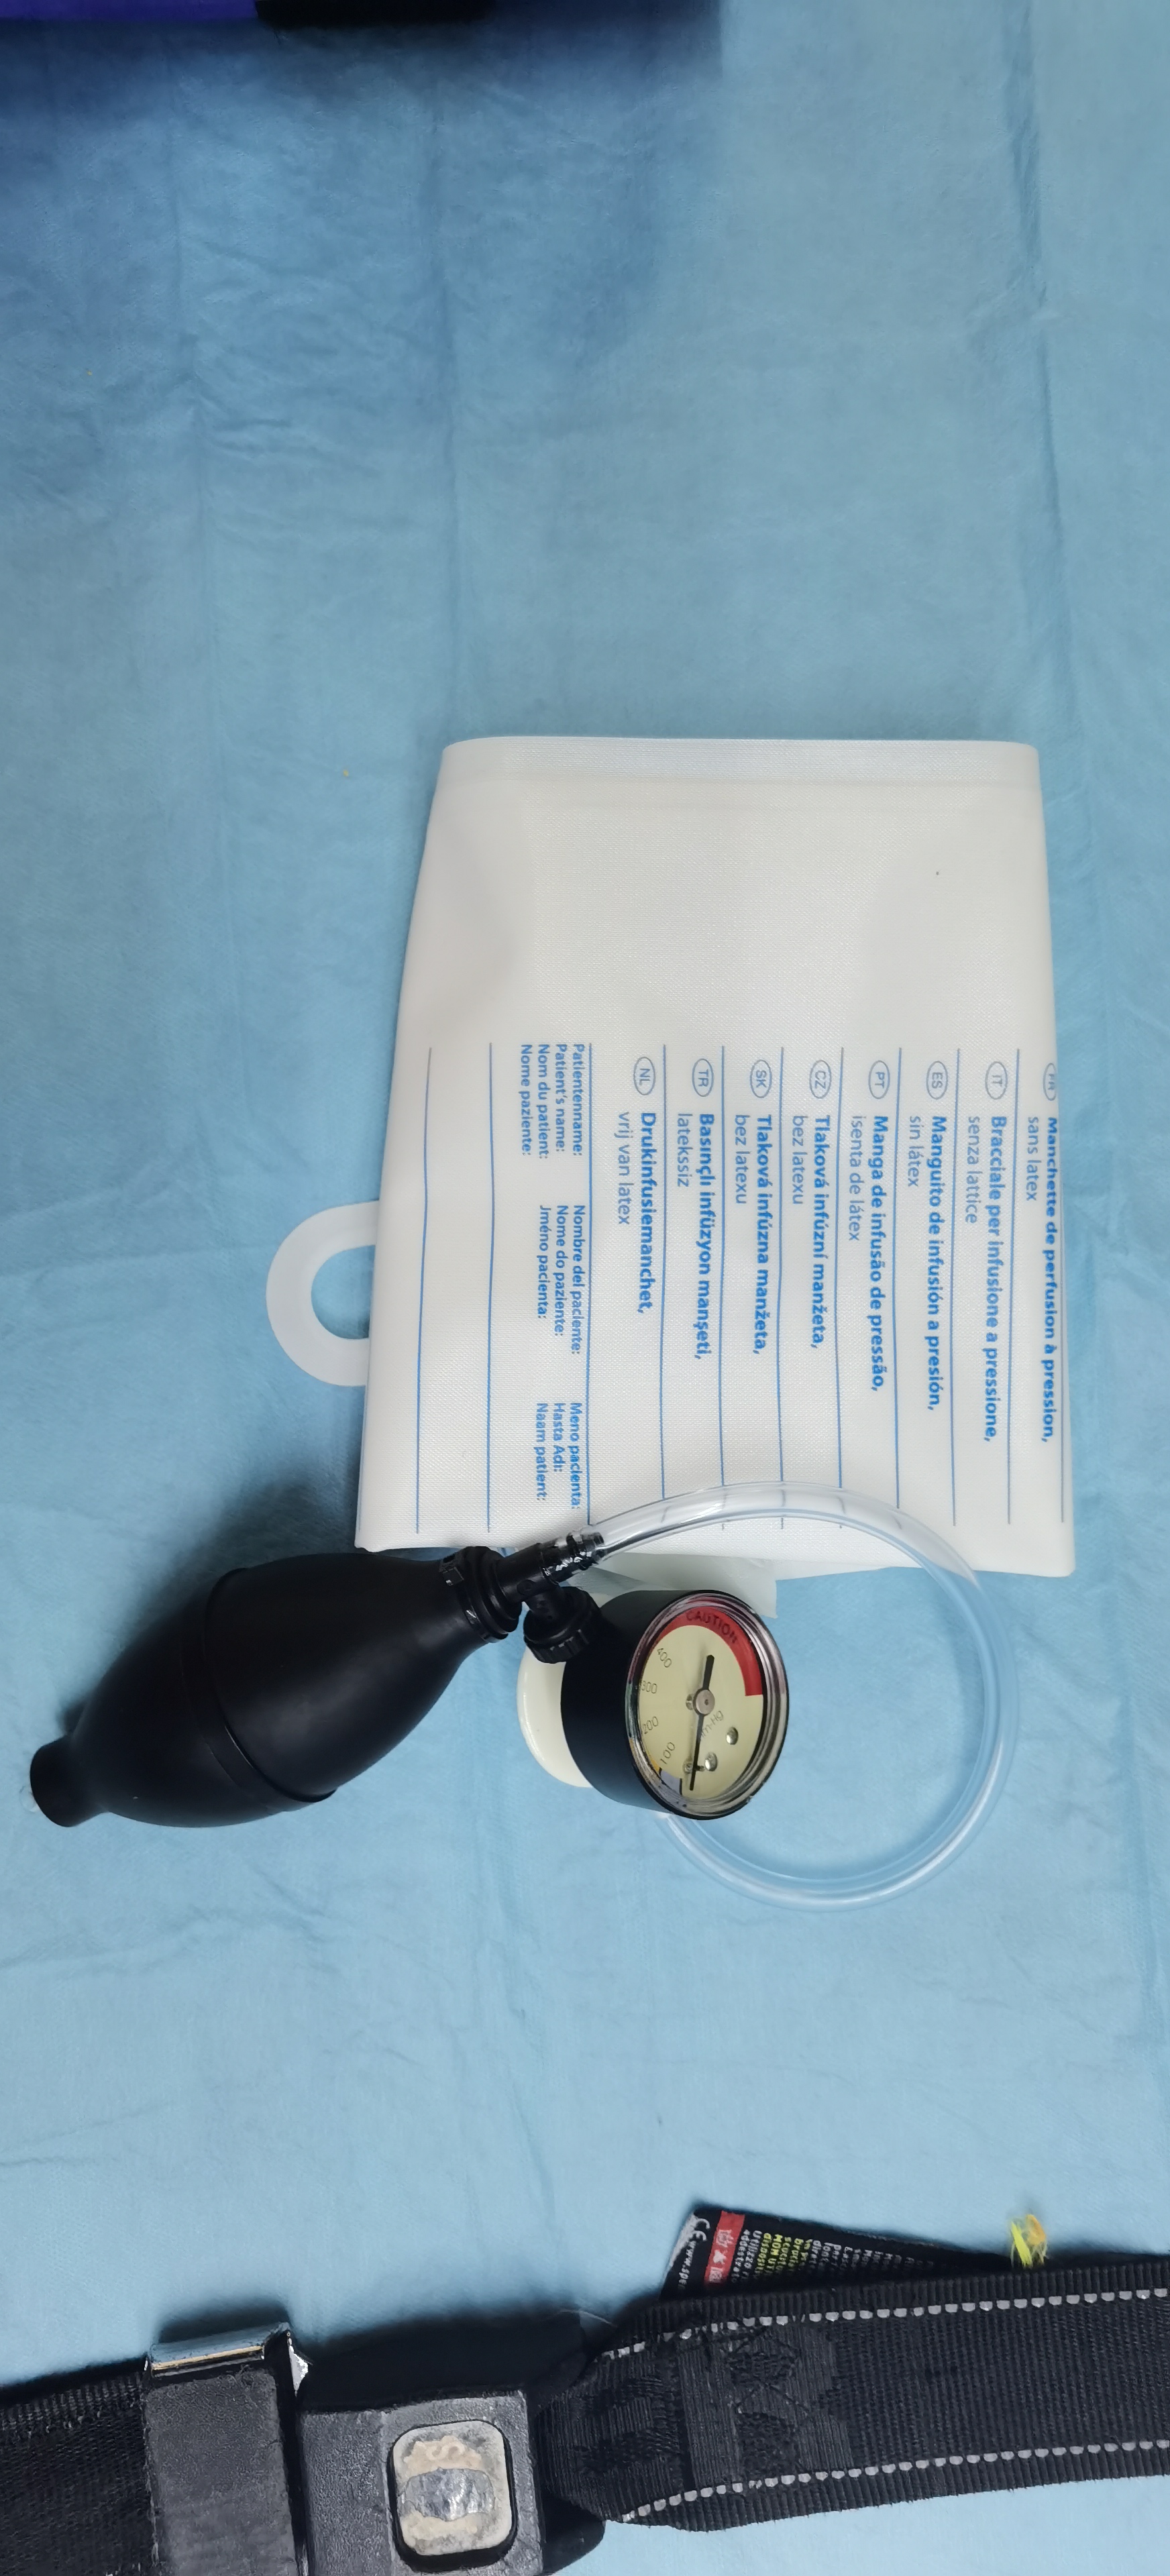 FR Manchette de perfusion à pression,
sans latex
IT Bracciale per infusione a pressione,
senza lattice
ES Manguito de infusión a presión,
sin látex
PT Manga de infusão de pressão,
isenta de látex
CZ Tlaková infúzní manžeta,
bez latexu
SK Tlaková infúzna manžeta,
bez latexu
TR Basınçlı infüzyon manşeti,
latekssiz
NL Drukinfusiemanchet,
vrij van latex
Patientenname: Nombre del paciente: Meno pacienta:
Patient's name: Nome do paziente: Hasta Adı:
Nom du patient: Jméno pacienta: Naam patient:
Nome paziente:
CAUTION
400
300
200
100